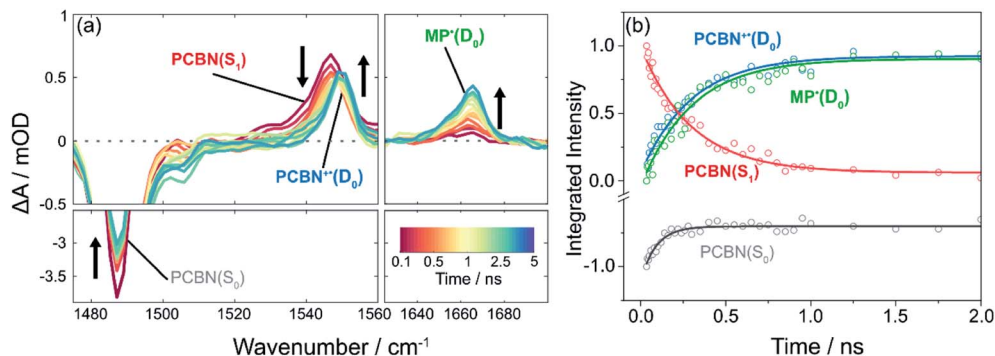 (a)
ΔA / mOD
1
0.5
0
-0.5
-3
-3.5
PCBN(S₁)
PCBN⁺•(D₀)
MP•(D₀)
PCBN(S₀)
0.1 0.5 1 2.5 5
Time / ns
1480 1500 1520 1540 1560 1640 1660 1680
Wavenumber / cm⁻¹
(b)
Integrated Intensity
1.0
0.5
0.0
-1.0
PCBN⁺•(D₀)
MP•(D₀)
PCBN(S₁)
PCBN(S₀)
0.0 0.5 1.0 1.5 2.0
Time / ns